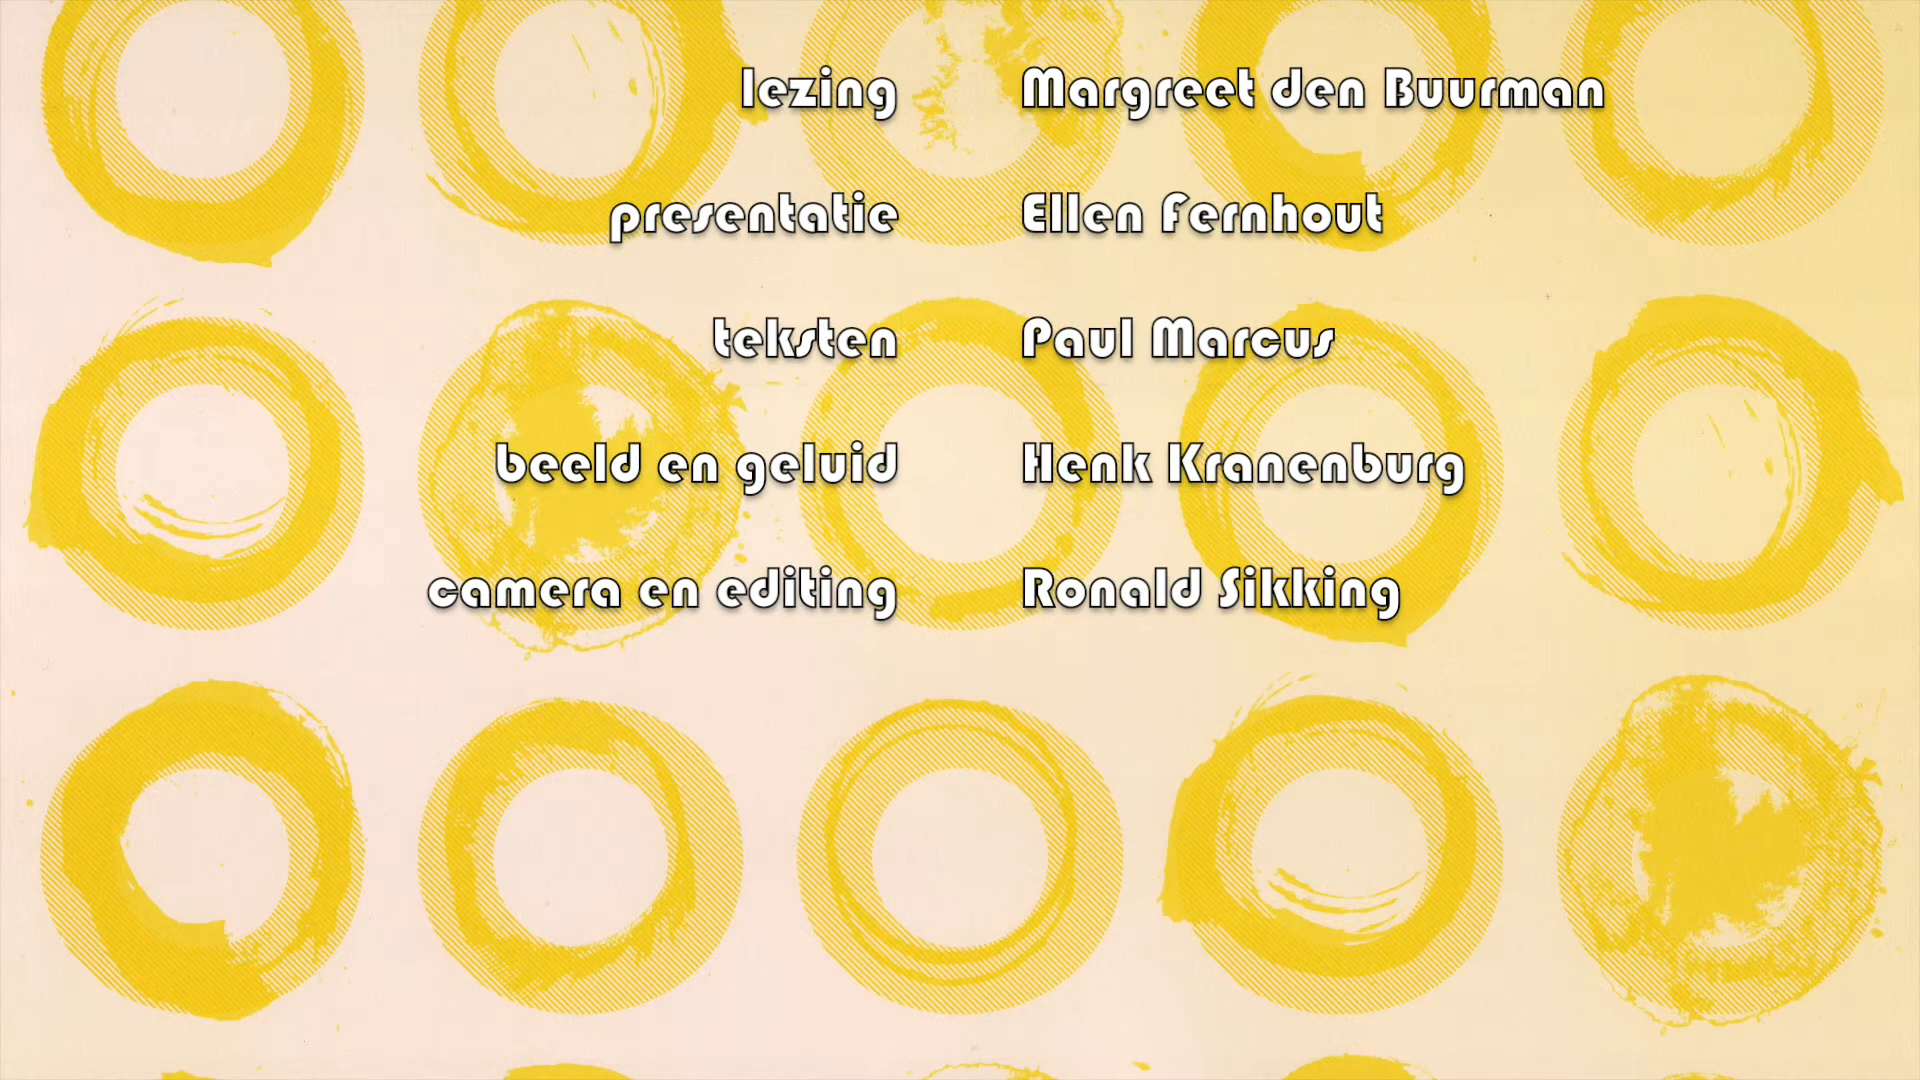 lezing Margreet den Buurman
presentatie Ellen Fernhout
teksten Paul Marcus
beeld en geluid Henk Kranenburg
camera en editing Ronald Sikking